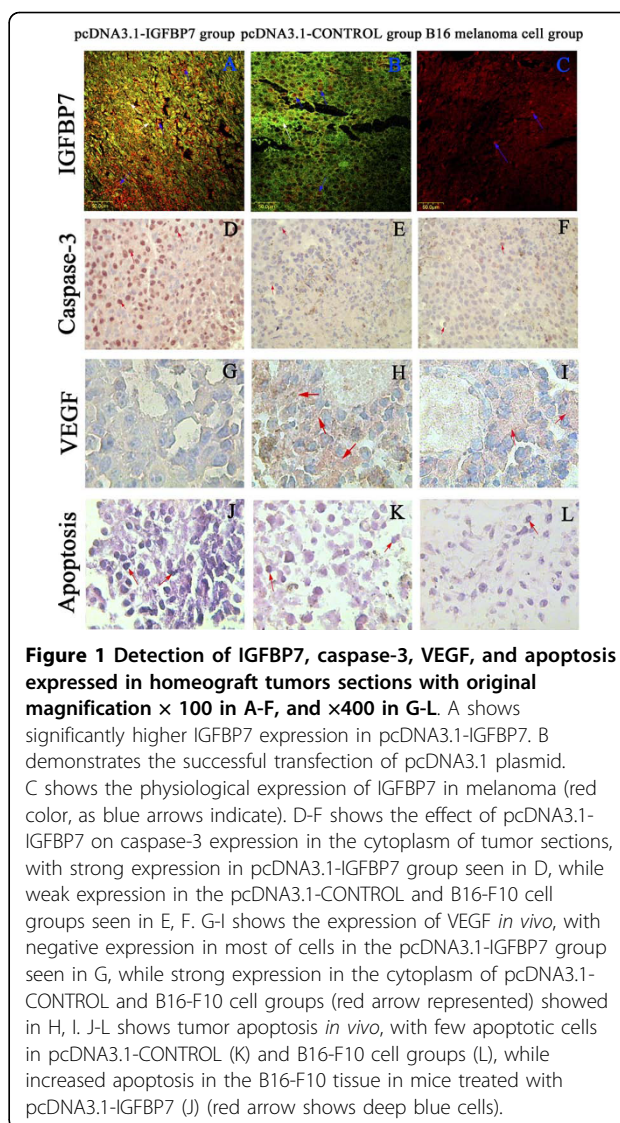 pcDNA3.1-IGFBP7 group pcDNA3.1-CONTROL group B16 melanoma cell group
IGFBP7
A
B
C
50.0μm
50.0μm
50.0μm
Caspase-3
D
E
F
VEGF
G
H
I
Apoptosis
J
K
L
Figure 1 Detection of IGFBP7, caspase-3, VEGF, and apoptosis
expressed in homeograft tumors sections with original
magnification × 100 in A-F, and ×400 in G-L. A shows
significantly higher IGFBP7 expression in pcDNA3.1-IGFBP7. B
demonstrates the successful transfection of pcDNA3.1 plasmid.
C shows the physiological expression of IGFBP7 in melanoma (red
color, as blue arrows indicate). D-F shows the effect of pcDNA3.1-
IGFBP7 on caspase-3 expression in the cytoplasm of tumor sections,
with strong expression in pcDNA3.1-IGFBP7 group seen in D, while
weak expression in the pcDNA3.1-CONTROL and B16-F10 cell
groups seen in E, F. G-I shows the expression of VEGF in vivo, with
negative expression in most of cells in the pcDNA3.1-IGFBP7 group
seen in G, while strong expression in the cytoplasm of pcDNA3.1-
CONTROL and B16-F10 cell groups (red arrow represented) showed
in H, I. J-L shows tumor apoptosis in vivo, with few apoptotic cells
in pcDNA3.1-CONTROL (K) and B16-F10 cell groups (L), while
increased apoptosis in the B16-F10 tissue in mice treated with
pcDNA3.1-IGFBP7 (J) (red arrow shows deep blue cells).